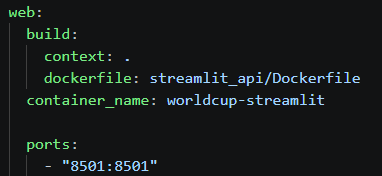 web:
  build:
    context: .
    dockerfile: streamlit_api/Dockerfile
  container_name: worldcup-streamlit
  ports:
    - "8501:8501"